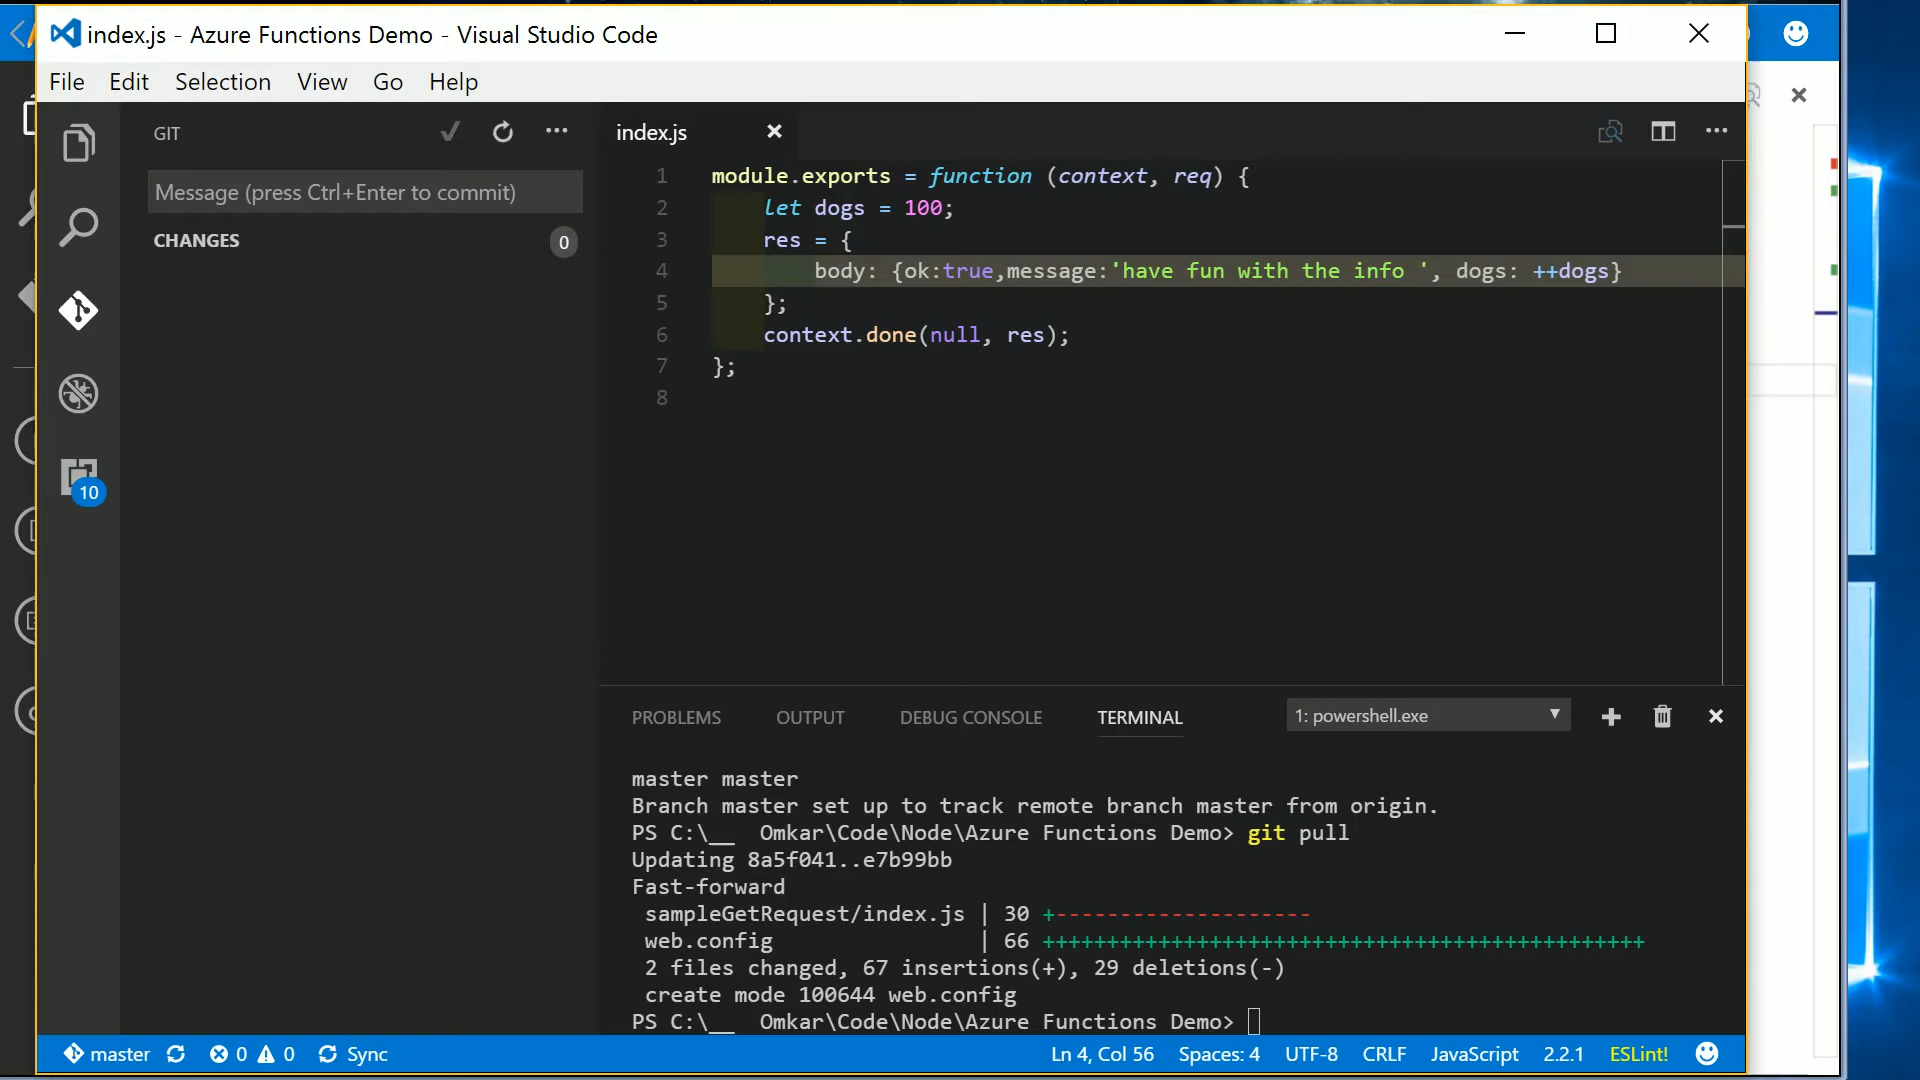 index.js - Azure Functions Demo - Visual Studio Code
File Edit Selection View Go Help
GIT
Message (press Ctrl+Enter to commit)
CHANGES 0
10
index.js
1 module.exports = function (context, req) {
2     let dogs = 100;
3     res = {
4         body: {ok:true,message:'have fun with the info ', dogs: ++dogs}
5     };
6     context.done(null, res);
7 };
8
PROBLEMS OUTPUT DEBUG CONSOLE TERMINAL 1: powershell.exe
master master
Branch master set up to track remote branch master from origin.
PS C:\__  Omkar\Code\Node\Azure Functions Demo> git pull
Updating 8a5f041..e7b99bb
Fast-forward
 sampleGetRequest/index.js | 30 +--------------------
 web.config                | 66 +++++++++++++++++++++++++++++++++++++++++++++++
 2 files changed, 67 insertions(+), 29 deletions(-)
 create mode 100644 web.config
PS C:\__  Omkar\Code\Node\Azure Functions Demo>
master 0 0 Sync Ln 4, Col 56 Spaces: 4 UTF-8 CRLF JavaScript 2.2.1 ESLint!